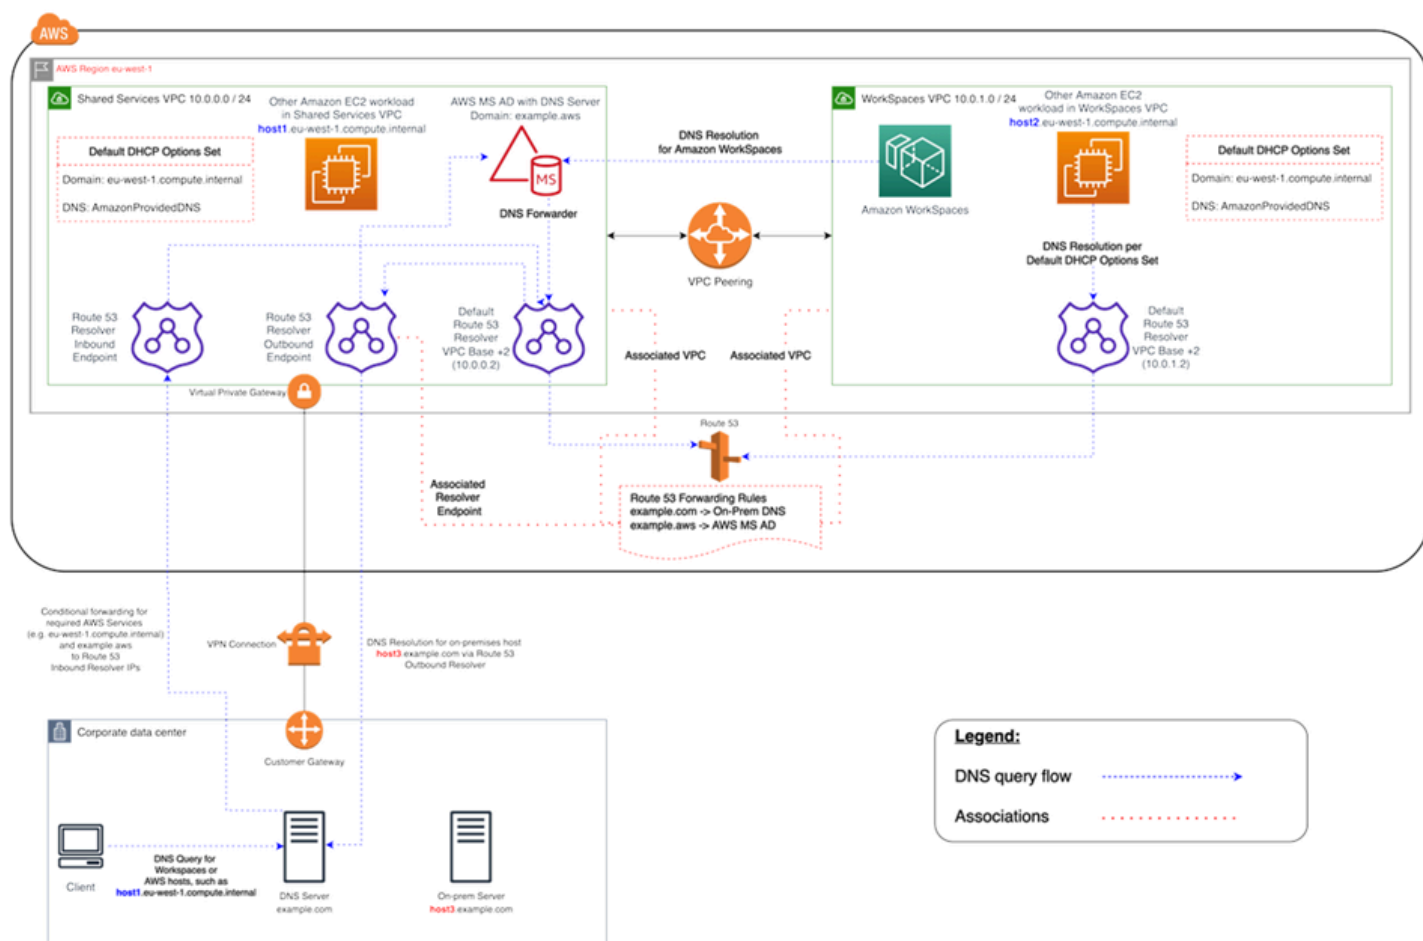 AWS
AWS Region eu-west-1
Shared Services VPC 10.0.0.0 / 24
Other Amazon EC2 workload
in Shared Services VPC
host1.eu-west-1.compute.internal
AWS MS AD with DNS Server
Domain: example.aws
WorkSpaces VPC 10.0.1.0 / 24
Other Amazon EC2
workload in WorkSpaces VPC
host2.eu-west-1.compute.internal
Default DHCP Options Set
Domain: eu-west-1.compute.internal
DNS: AmazonProvidedDNS
MS
DNS Forwarder
DNS Resolution
for Amazon WorkSpaces
Amazon WorkSpaces
Default DHCP Options Set
Domain: eu-west-1.compute.internal
DNS: AmazonProvidedDNS
VPC Peering
DNS Resolution per
Default DHCP Options Set
Route 53
Resolver
Inbound
Endpoint
Route 53
Resolver
Outbound
Endpoint
Default
Route 53
Resolver
VPC Base +2
(10.0.0.2)
Default
Route 53
Resolver
VPC Base +2
(10.0.1.2)
Associated VPC
Associated VPC
Virtual Private Gateway
Route 53
Associated
Resolver
Endpoint
Route 53 Forwarding Rules
example.com -> On-Prem DNS
example.aws -> AWS MS AD
Conditional forwarding for
required AWS Services
(e.g. eu-west-1.compute.internal)
and example.aws
to Route 53
Inbound Resolver IPs
VPN Connection
DNS Resolution for on-premises host
host3.example.com via Route 53
Outbound Resolver
Corporate data center
Customer Gateway
Client
DNS Query for
Workspaces or
AWS hosts, such as
host1.eu-west-1.compute.internal
DNS Server
example.com
On-prem Server
host3.example.com
Legend:
DNS query flow
Associations